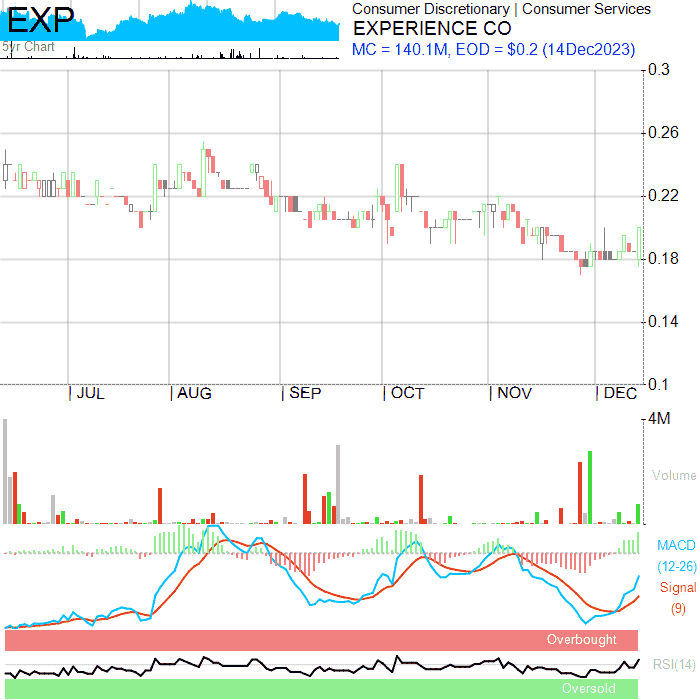 EXP
5yr Chart
Consumer Discretionary | Consumer Services
EXPERIENCE CO
MC = 140.1M, EOD = $0.2 (14Dec2023)
0.3
0.26
0.22
0.18
0.14
0.1
JUL
AUG
SEP
OCT
NOV
DEC
4M
Volume
MACD
(12-26)
Signal
(9)
Overbought
RSI(14)
Oversold